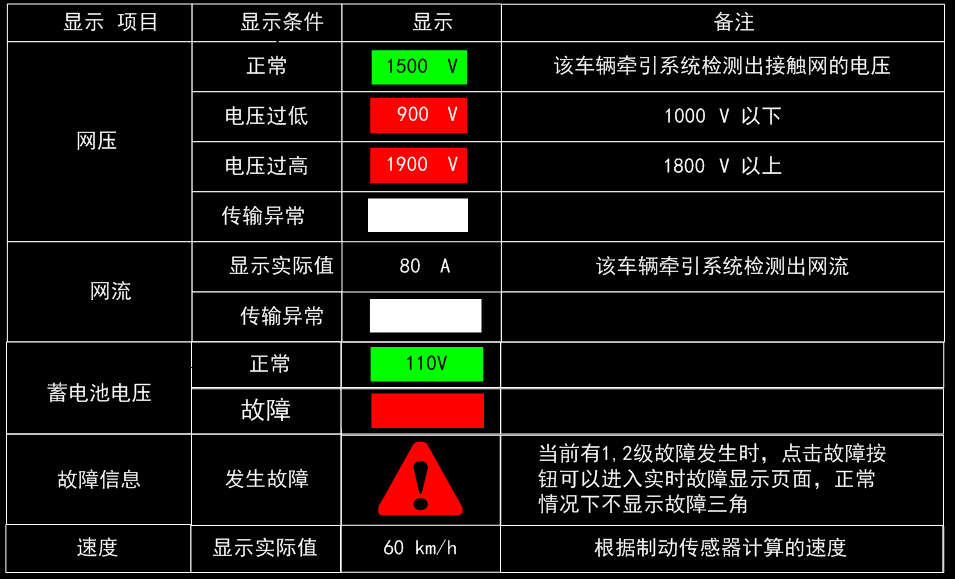 显示 项目 显示条件 显示 备注
网压
正常 1500 V 该车辆牵引系统检测出接触网的电压
电压过低 900 V 1000 V 以下
电压过高 1900 V 1800 V 以上
传输异常
网流
显示实际值 80 A 该车辆牵引系统检测出网流
传输异常
蓄电池电压
正常 110V
故障
故障信息 发生故障
当前有1,2级故障发生时，点击故障按
钮可以进入实时故障显示页面，正常
情况下不显示故障三角
速度 显示实际值 60 km/h 根据制动传感器计算的速度